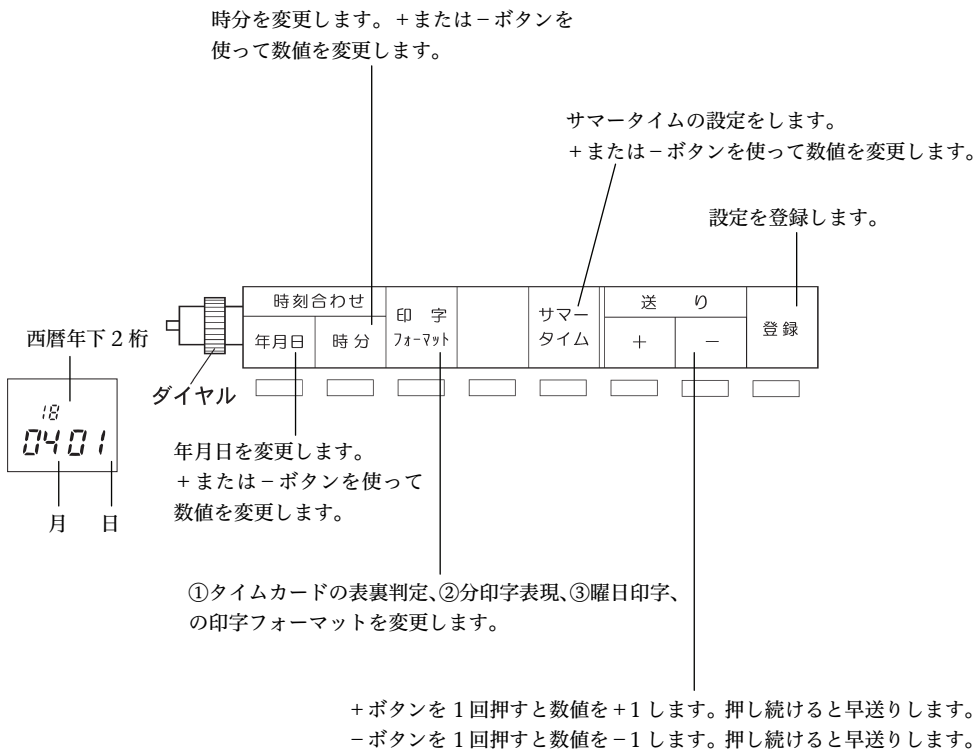 時分を変更します。+または-ボタンを
使って数値を変更します。
サマータイムの設定をします。
+または-ボタンを使って数値を変更します。
設定を登録します。
時刻合わせ
年月日
時分
印 字
フォーマット
サマー
タイム
送 り
+
-
登録
ダイヤル
西暦年下2桁
18
04 01
月
日
年月日を変更します。
+または-ボタンを使って
数値を変更します。
①タイムカードの表裏判定、②分印字表現、③曜日印字、
の印字フォーマットを変更します。
+ボタンを1回押すと数値を+1します。押し続けると早送りします。
-ボタンを1回押すと数値を-1します。押し続けると早送りします。